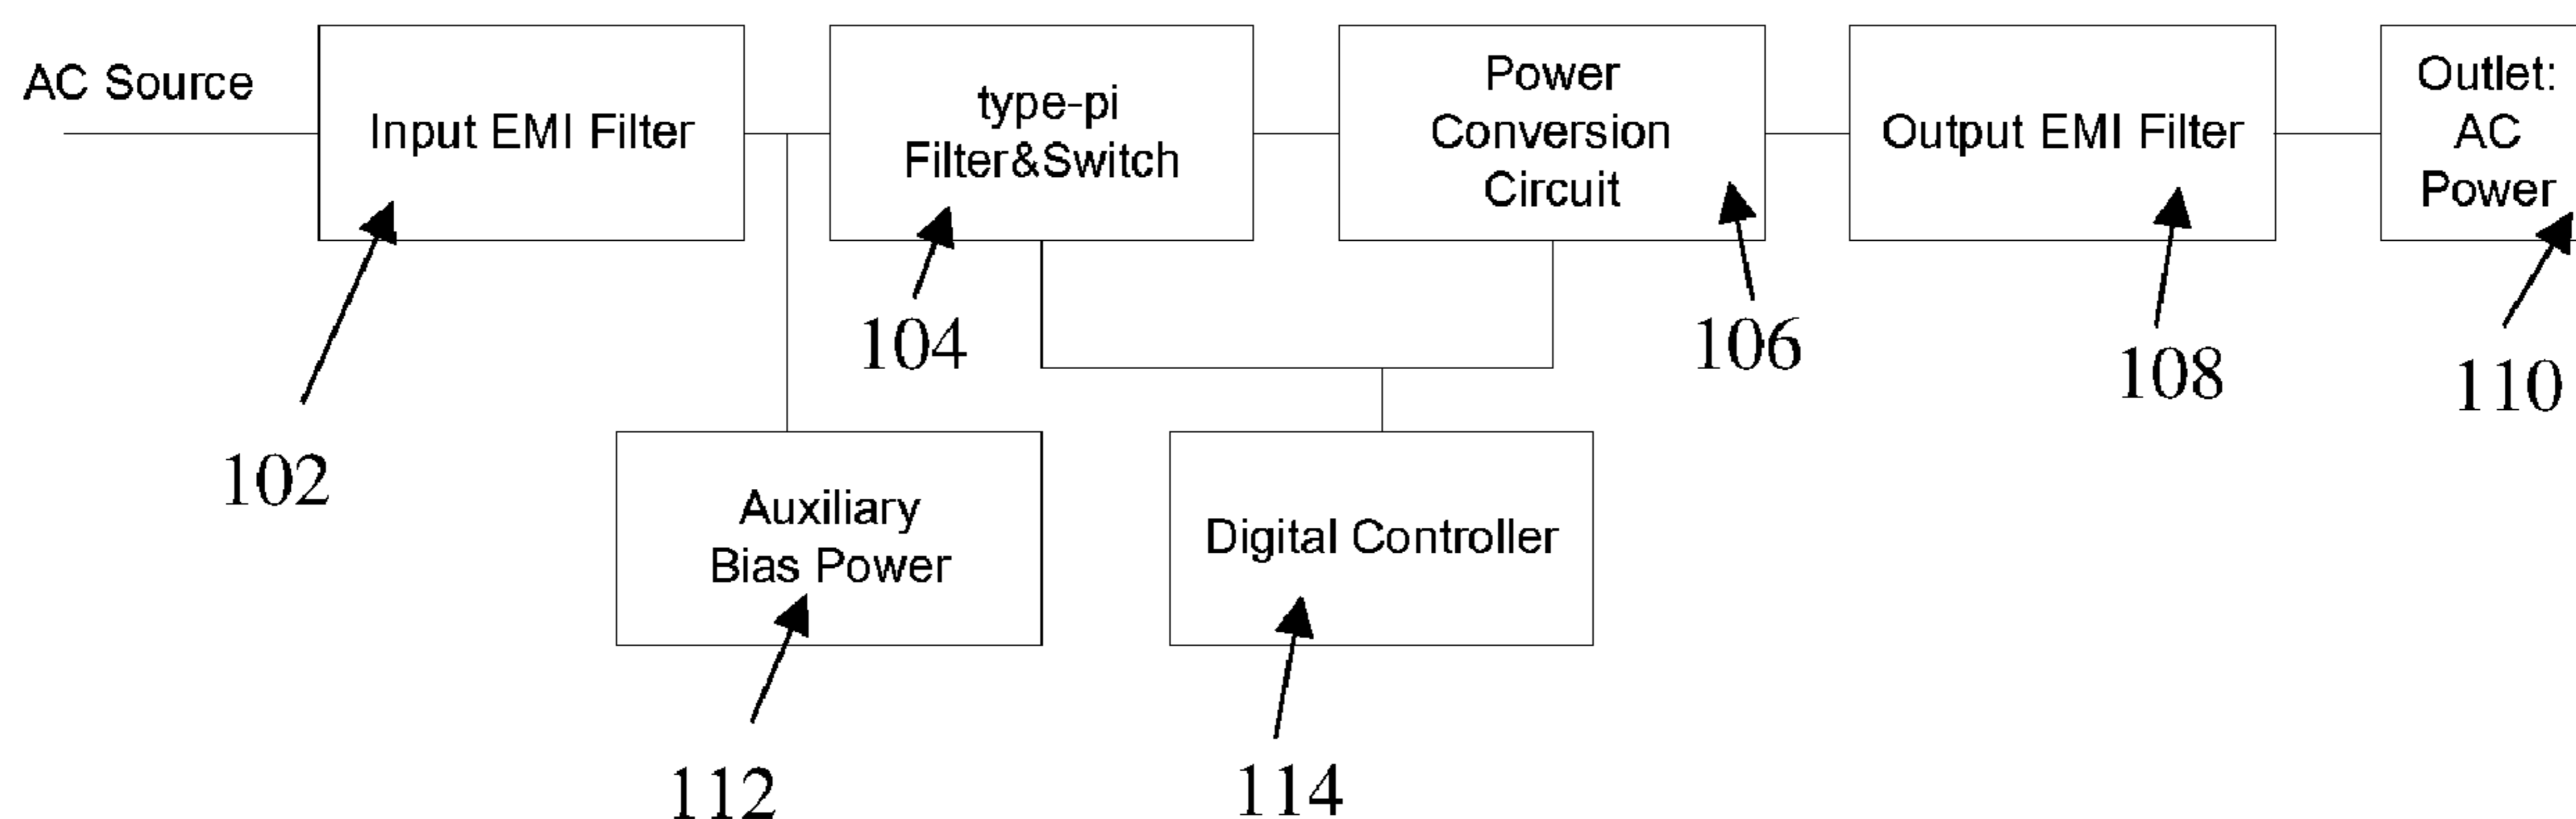 AC Source
Input EMI Filter
type-pi
Filter&Switch
Power
Conversion
Circuit
Output EMI Filter
Outlet:
AC
Power
102
104
106
108
110
Auxiliary
Bias Power
Digital Controller
112
114